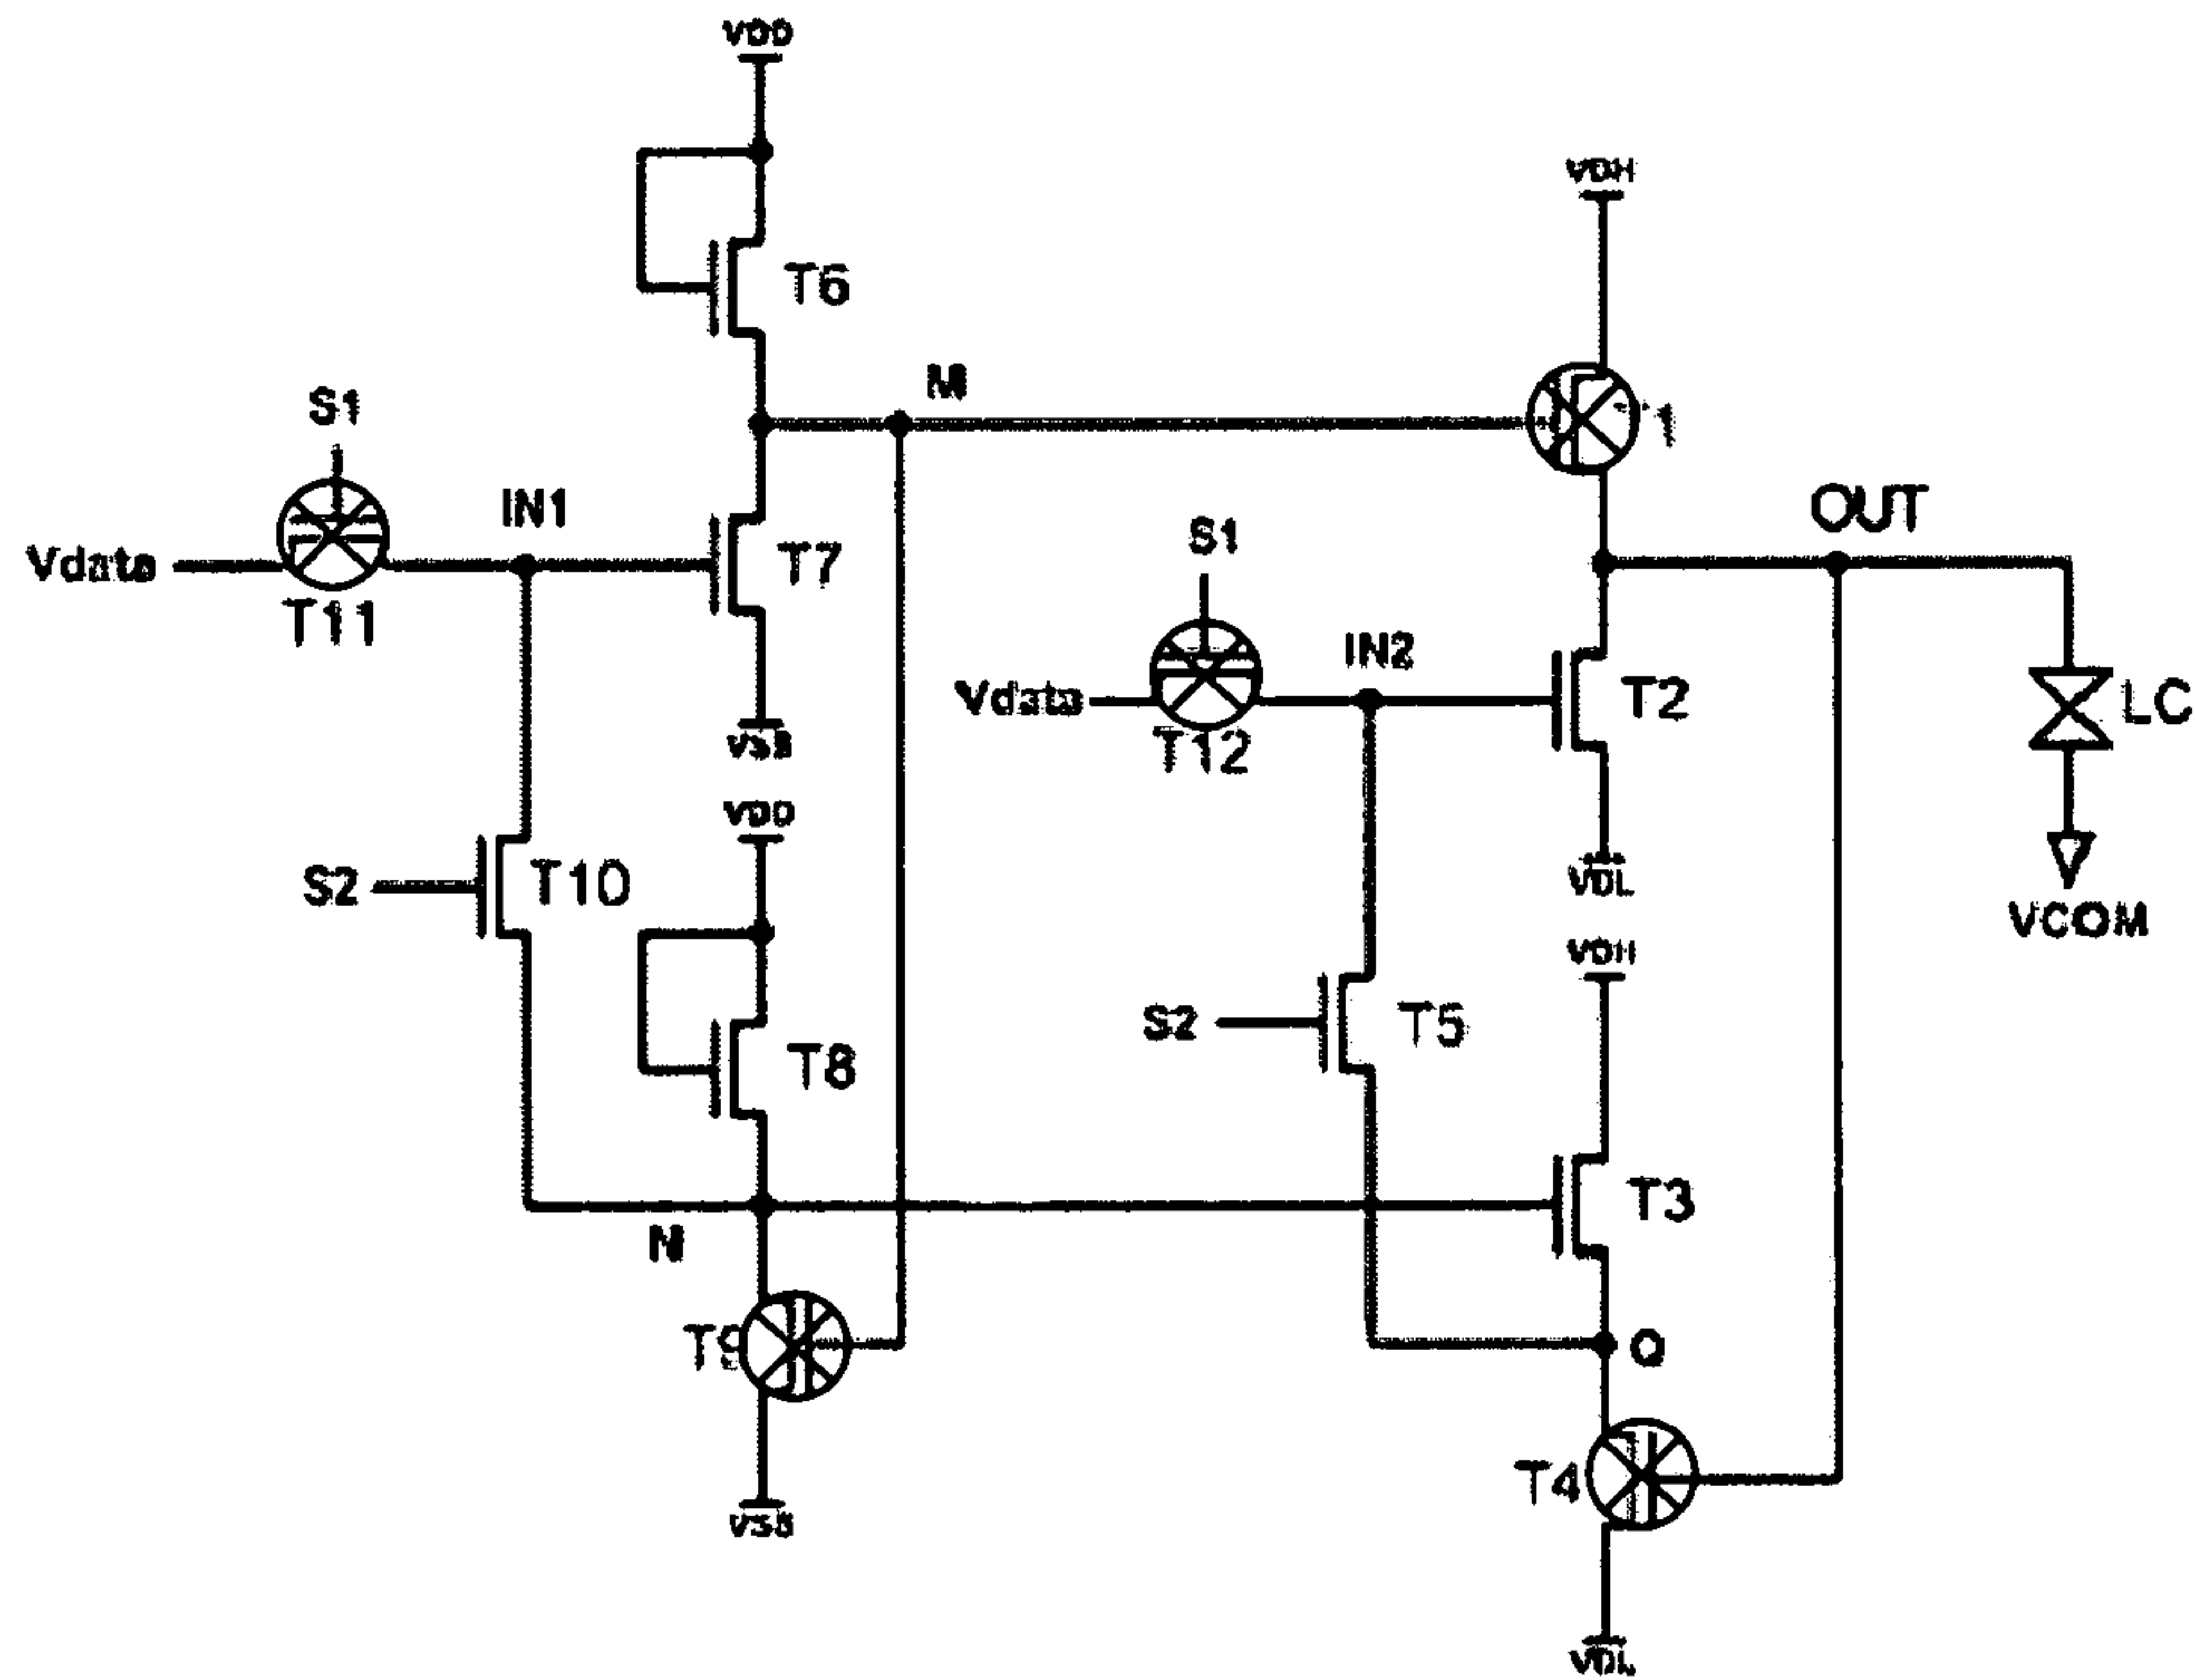 VDD
VDH
T6
M
S1
T1
IN1
OUT
S1
Vdata
T7
T11
IN2
Vdata
T2
LC
VSS
T12
VDD
S2
T10
VDL
VCOM
VDH
S2
T5
T8
T3
N
T9
Q
T4
VSS
VDL